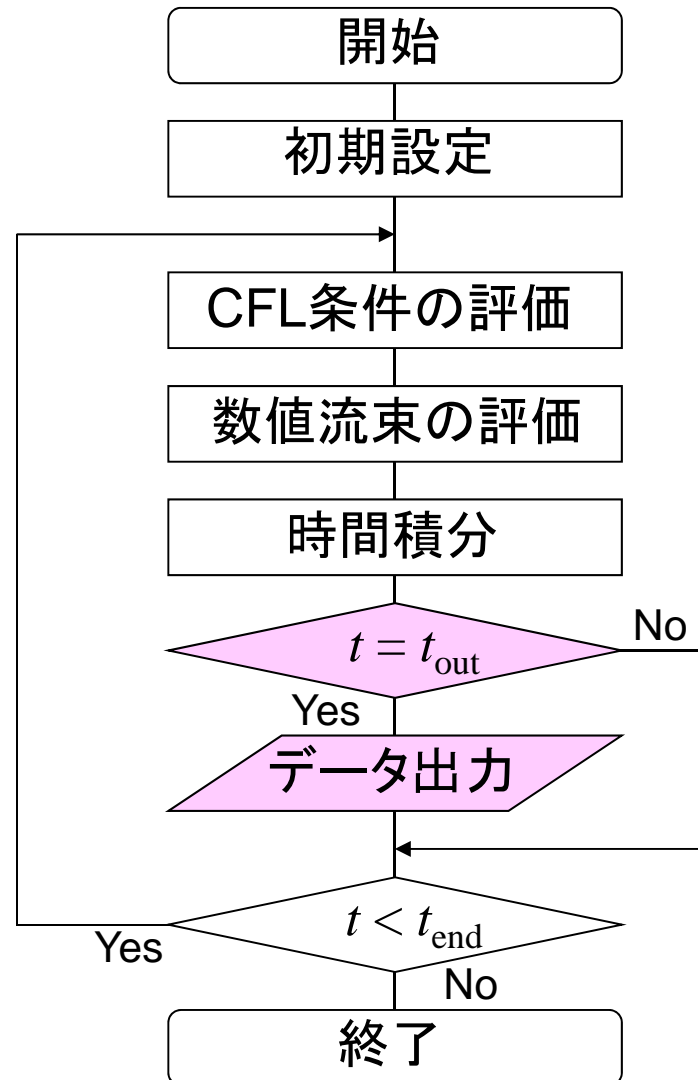 開始
初期設定
CFL条件の評価
数値流束の評価
時間積分
t = t_out
No
Yes
データ出力
t < t_end
Yes
No
終了